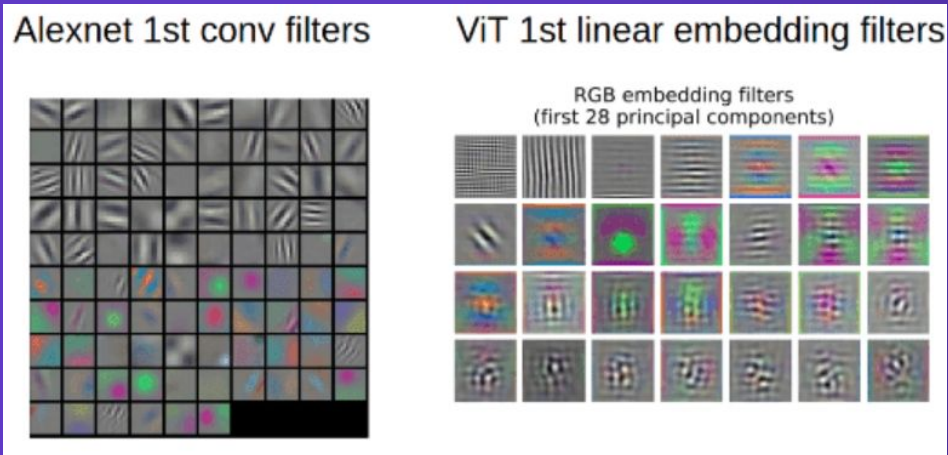 Alexnet 1st conv filters
ViT 1st linear embedding filters
RGB embedding filters
(first 28 principal components)